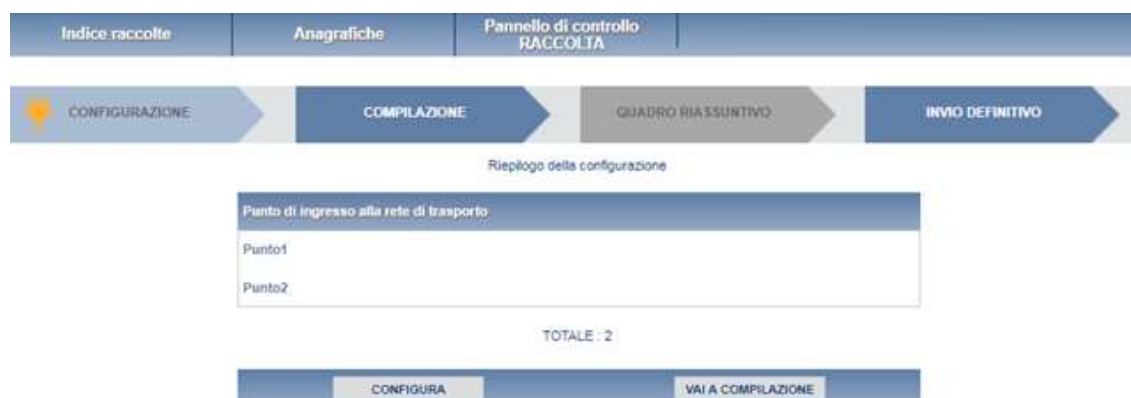 Indice raccolte
Anagrafiche
Pannello di controllo
RACCOLTA
CONFIGURAZIONE
COMPILAZIONE
QUADRO RIASSUNTIVO
INVIO DEFINITIVO
Riepilogo della configurazione
Punto di ingresso alla rete di trasporto
Punto1
Punto2
TOTALE : 2
CONFIGURA
VAI A COMPILAZIONE